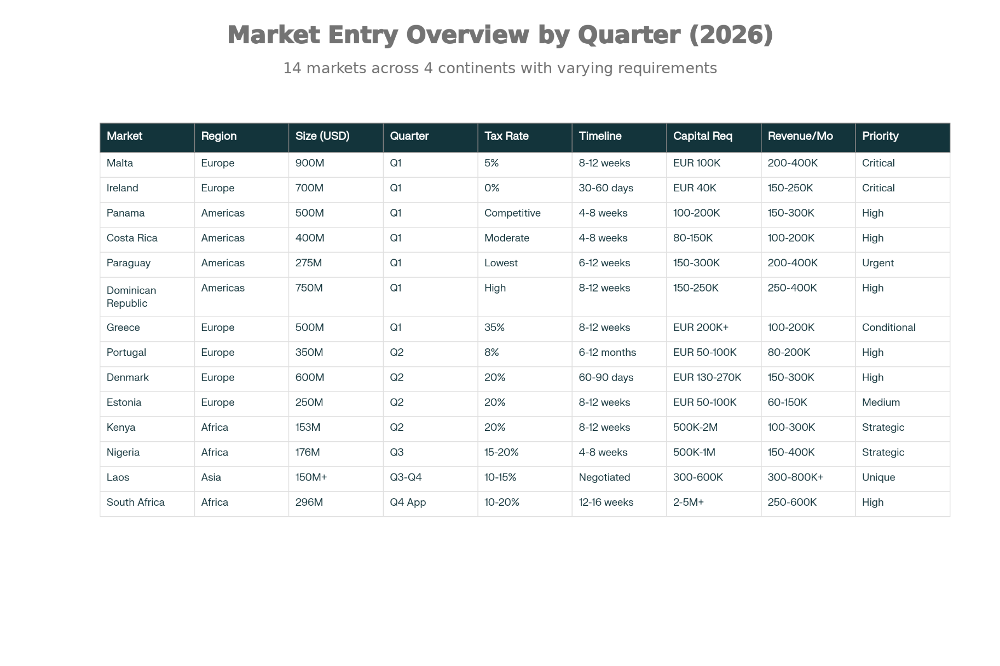 Market Entry Overview by Quarter (2026)
14 markets across 4 continents with varying requirements
Market Region Size (USD) Quarter Tax Rate Timeline Capital Req Revenue/Mo Priority
Malta Europe 900M Q1 5% 8-12 weeks EUR 100K 200-400K Critical
Ireland Europe 700M Q1 0% 30-60 days EUR 40K 150-250K Critical
Panama Americas 500M Q1 Competitive 4-8 weeks 100-200K 150-300K High
Costa Rica Americas 400M Q1 Moderate 4-8 weeks 80-150K 100-200K High
Paraguay Americas 275M Q1 Lowest 6-12 weeks 150-300K 200-400K Urgent
Dominican Republic Americas 750M Q1 High 8-12 weeks 150-250K 250-400K High
Greece Europe 500M Q1 35% 8-12 weeks EUR 200K+ 100-200K Conditional
Portugal Europe 350M Q2 8% 6-12 months EUR 50-100K 80-200K High
Denmark Europe 600M Q2 20% 60-90 days EUR 130-270K 150-300K High
Estonia Europe 250M Q2 20% 8-12 weeks EUR 50-100K 60-150K Medium
Kenya Africa 153M Q2 20% 8-12 weeks 500K-2M 100-300K Strategic
Nigeria Africa 176M Q3 15-20% 4-8 weeks 500K-1M 150-400K Strategic
Laos Asia 150M+ Q3-Q4 10-15% Negotiated 300-600K 300-800K+ Unique
South Africa Africa 296M Q4 App 10-20% 12-16 weeks 2-5M+ 250-600K High